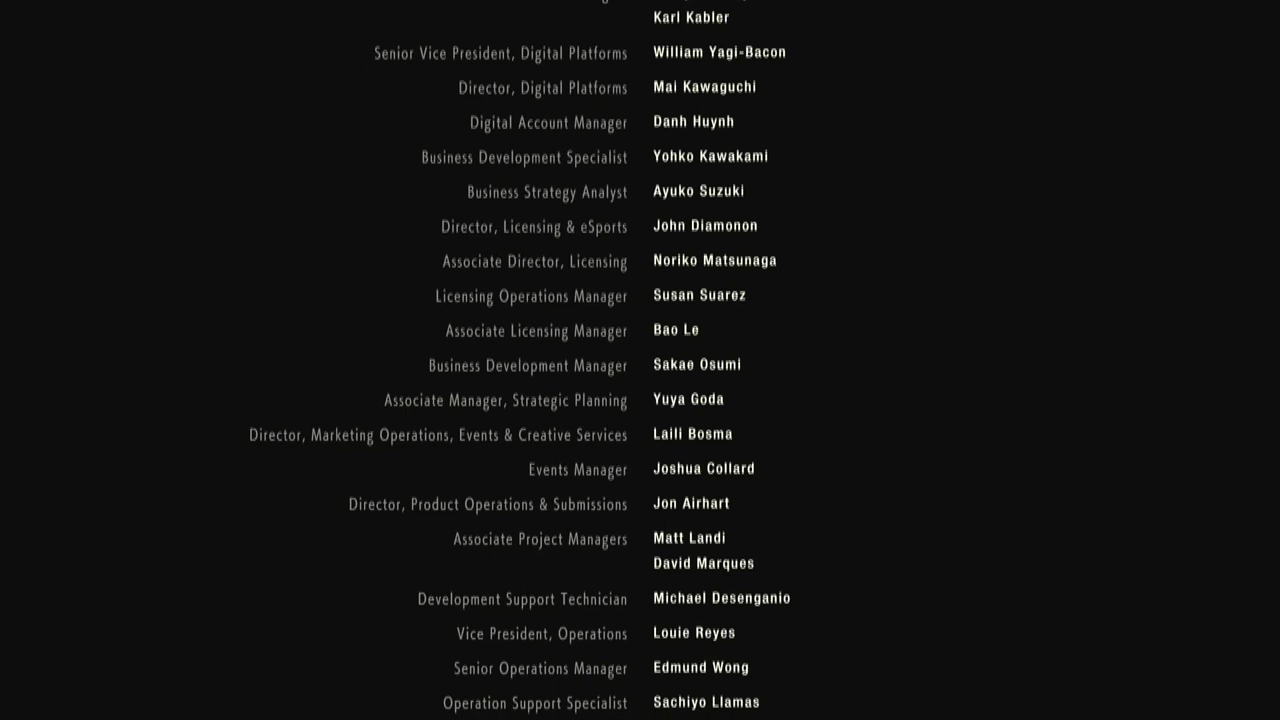 Karl Kabler
Senior Vice President, Digital Platforms William Yagi-Bacon
Director, Digital Platforms Mai Kawaguchi
Digital Account Manager Danh Huynh
Business Development Specialist Yohko Kawakami
Business Strategy Analyst Ayuko Suzuki
Director, Licensing & eSports John Diamonon
Associate Director, Licensing Noriko Matsunaga
Licensing Operations Manager Susan Suarez
Associate Licensing Manager Bao Le
Business Development Manager Sakae Osumi
Associate Manager, Strategic Planning Yuya Goda
Director, Marketing Operations, Events & Creative Services Laili Bosma
Events Manager Joshua Collard
Director, Product Operations & Submissions Jon Airhart
Associate Project Managers Matt Landi
David Marques
Development Support Technician Michael Desenganio
Vice President, Operations Louie Reyes
Senior Operations Manager Edmund Wong
Operation Support Specialist Sachiyo Llamas